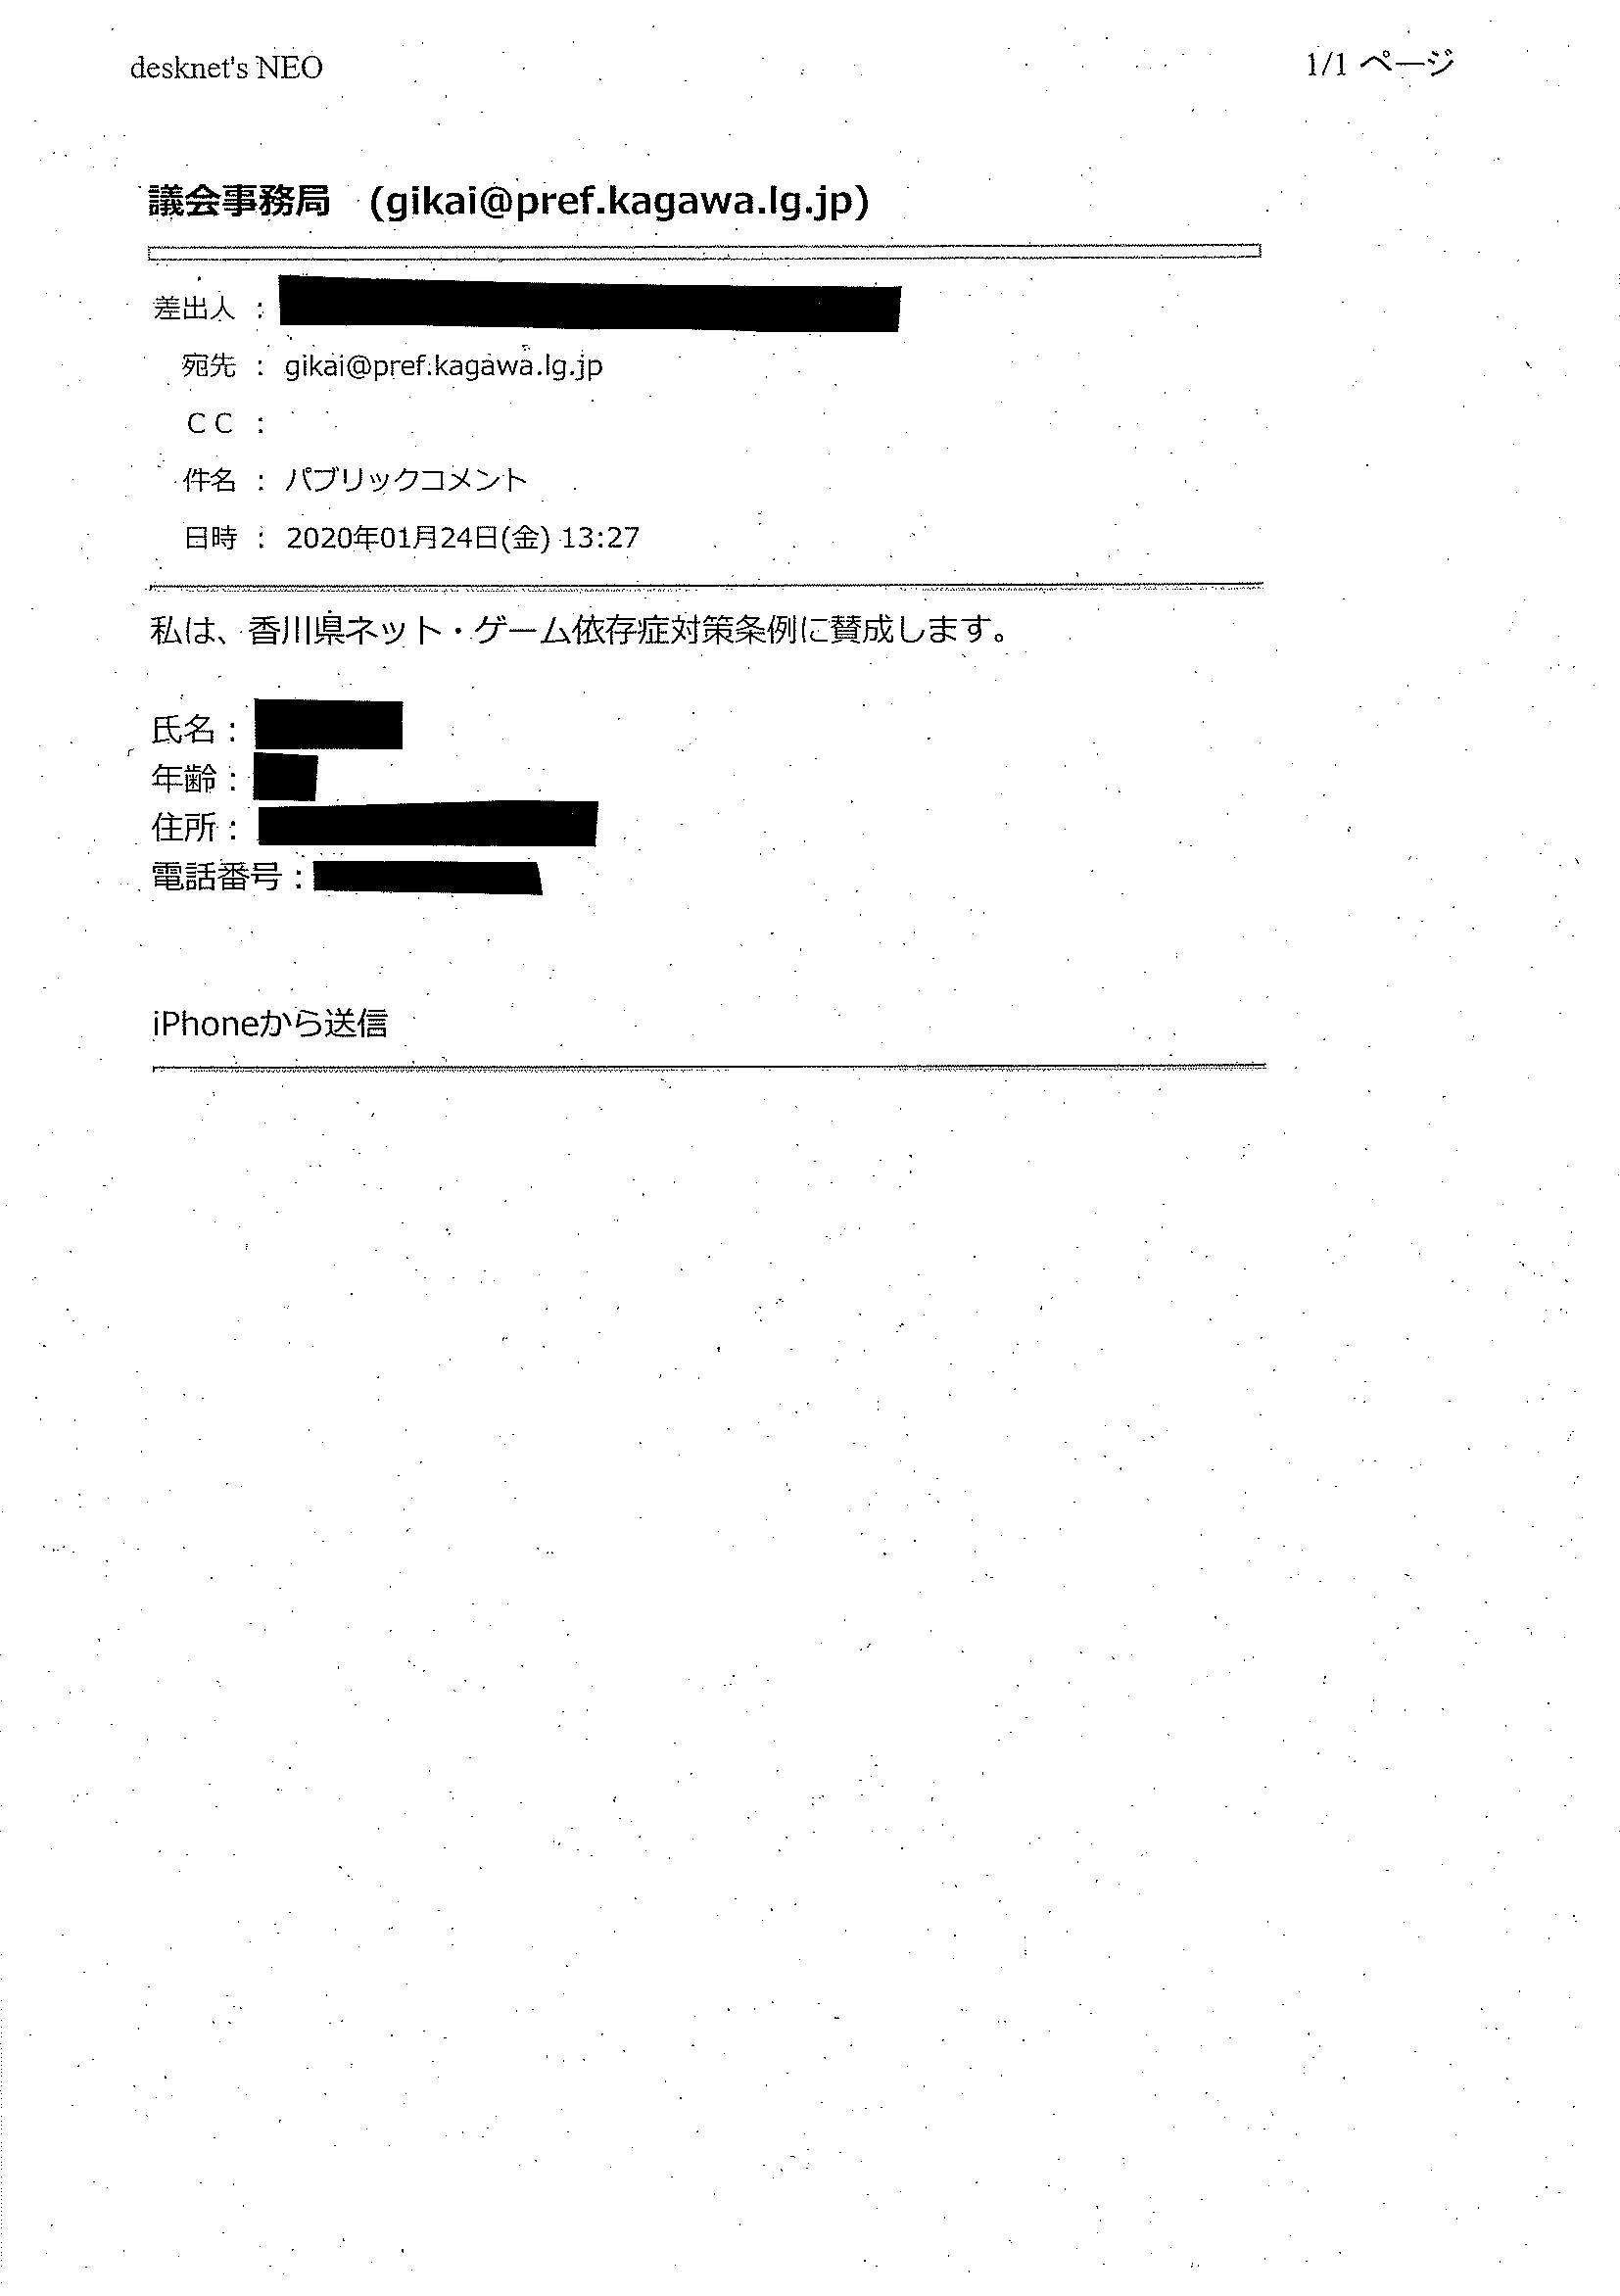 desknet's NEO
1/1 ページ
議会事務局 (gikai@pref.kagawa.lg.jp)
差出人 :
宛先 : gikai@pref.kagawa.lg.jp
CC :
件名 : パブリックコメント
日時 : 2020年01月24日(金) 13:27
私は、香川県ネット・ゲーム依存症対策条例に賛成します。
氏名:
年齢:
住所:
電話番号:
iPhoneから送信